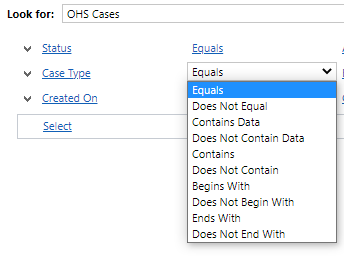 Look for: OHS Cases
Status Equals
Case Type Equals
Equals
Does Not Equal
Contains Data
Does Not Contain Data
Contains
Does Not Contain
Begins With
Does Not Begin With
Ends With
Does Not End With
Created On
Select